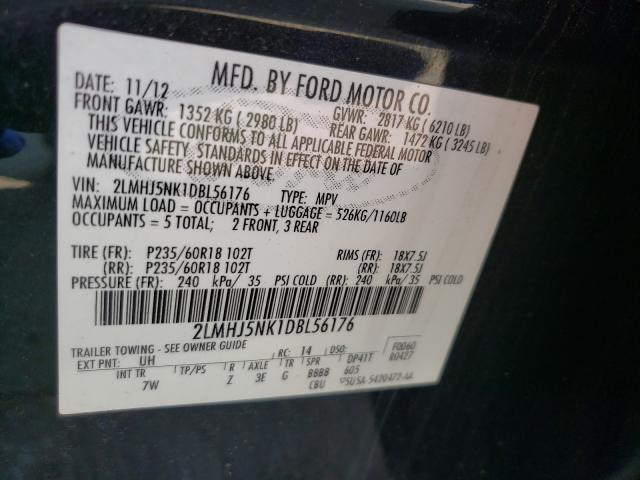 MFD. BY FORD MOTOR CO.
DATE: 11/12 GVWR: 2817 KG ( 6210 LB)
FRONT GAWR: 1352 KG ( 2980 LB) REAR GAWR: 1472 KG ( 3245 LB)
THIS VEHICLE CONFORMS TO ALL APPLICABLE FEDERAL MOTOR
VEHICLE SAFETY STANDARDS IN EFFECT ON THE DATE OF
MANUFACTURE SHOWN ABOVE.
VIN: 2LMHJ5NK1DBL56176 TYPE: MPV
MAXIMUM LOAD = OCCUPANTS + LUGGAGE = 526KG/1160LB
OCCUPANTS = 5 TOTAL; 2 FRONT, 3 REAR
TIRE (FR): P235/60R18 102T RIMS (FR): 18X7.5J
(RR): P235/60R18 102T (RR): 18X7.5J
PRESSURE (FR): 240 kPa/ 35 PSI COLD (RR): 240 kPa/ 35 PSI COLD
2LMHJ5NK1DBL56176
TRAILER TOWING - SEE OWNER GUIDE
EXT PNT: UH RC: 14 DSO: F0060
R0427
INT TR TP/PS R AXLE TR SPR DP411
7W Z 3E G BBBB 605
CBU